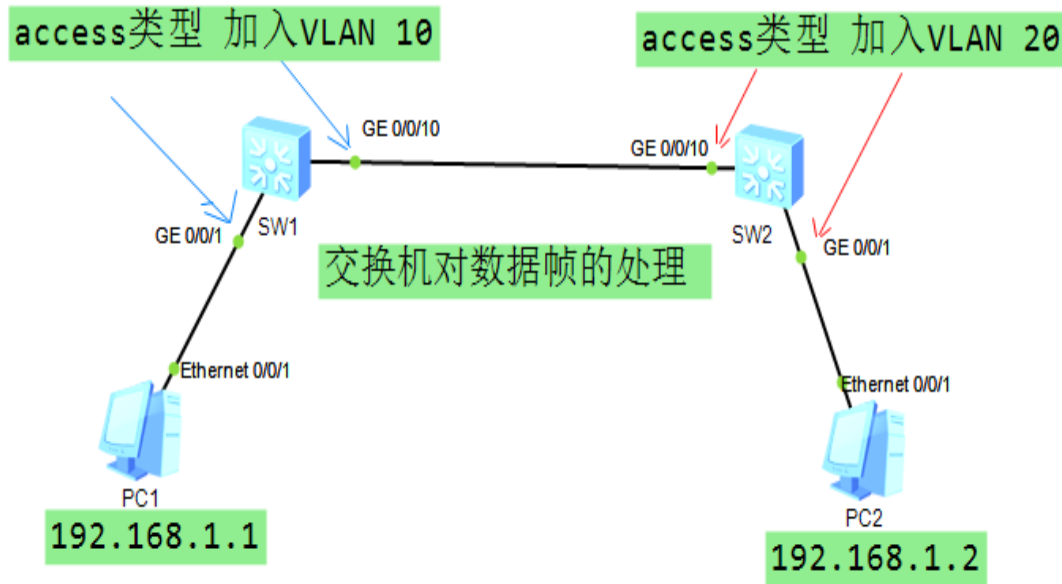 access类型 加入VLAN 10
access类型 加入VLAN 20
GE 0/0/10
GE 0/0/10
SW1
SW2
GE 0/0/1
GE 0/0/1
交换机对数据帧的处理
Ethernet 0/0/1
Ethernet 0/0/1
PC1
PC2
192.168.1.1
192.168.1.2